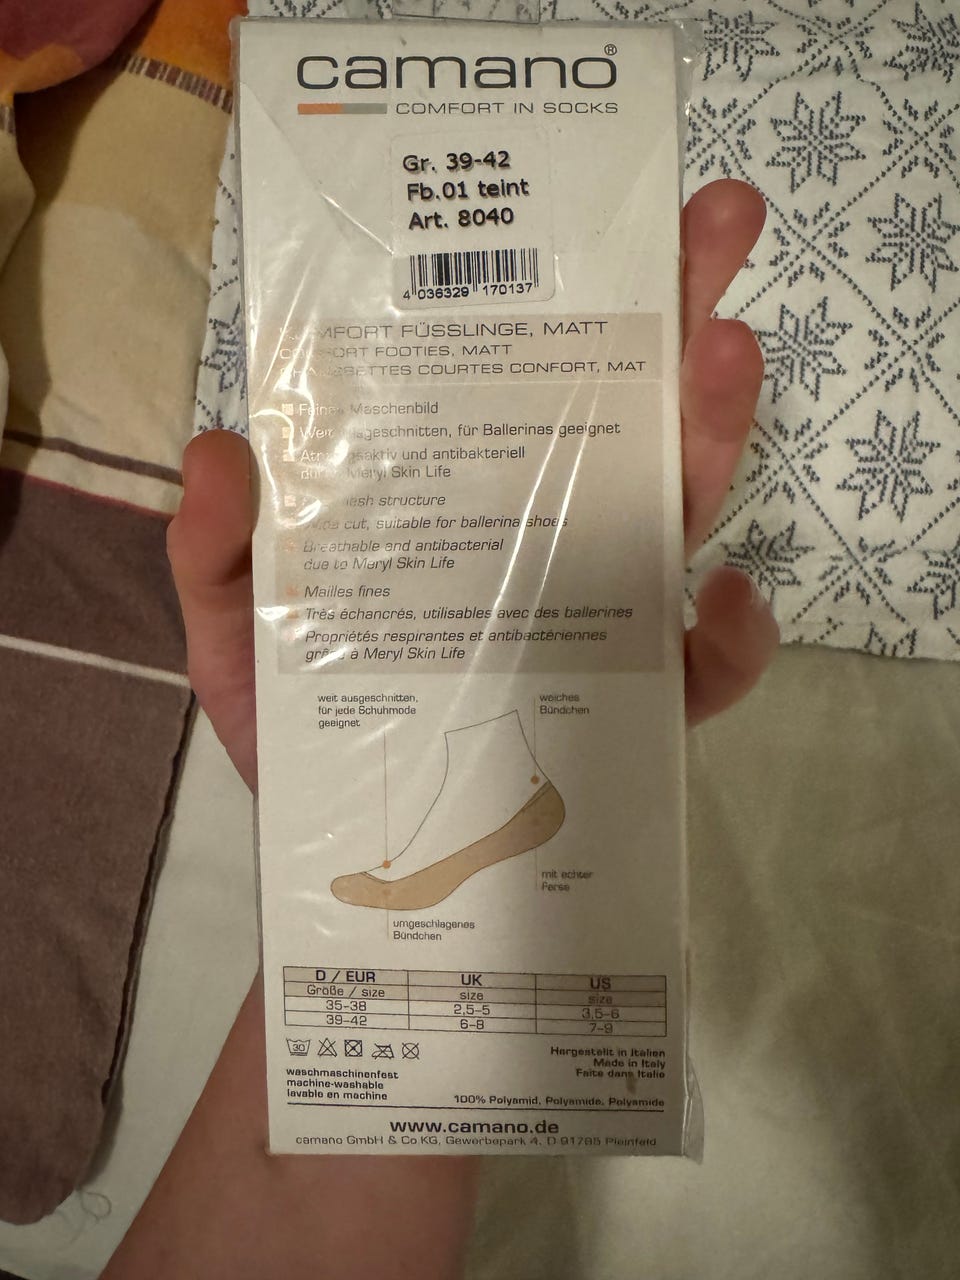 camano®
COMFORT IN SOCKS
Gr. 39-42
Fb.01 teint
Art. 8040
4 036329 170137
FÜSSLINGE, MATT
FOOTIES, MATT
COURTES CONFORT, MAT
Maschenbild
für Ballerinas geeignet
und antibakteriell
Meryl Skin Life
structure
cut, suitable for ballerina shoes
Breathable and antibacterial
due to Meryl Skin Life
Mailles fines
Très échancrés, utilisables avec des ballerines
Propriétés respirantes et antibactériennes
à Meryl Skin Life
weit ausgeschnitten,
für jede Schuhmode
geeignet
weiches
Bündchen
mit echter
Ferse
umgeschlagenes
Bündchen
D / EUR UK US
Größe / size size size
35-38 2,5-5 3,5-6
39-42 6-8 7-9
30
waschmaschinenfest
machine-washable
lavable en machine
Hergestellt in Italien
Made in Italy
Faite dans Italie
100% Polyamid, Polyamide, Polyamide
www.camano.de
camano GmbH & Co KG, Gewerbepark 4, D 91785 Pleinfeld